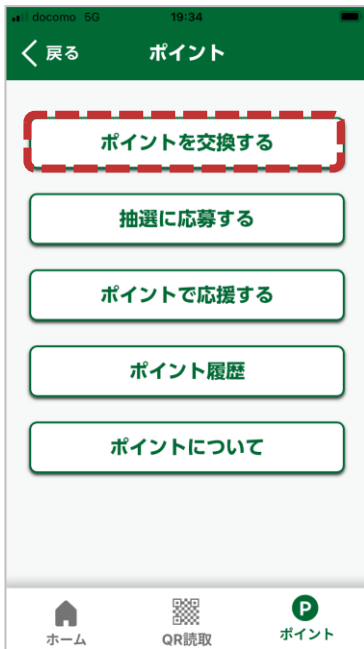 docomo 5G 19:34
戻る ポイント
ポイントを交換する
抽選に応募する
ポイントで応援する
ポイント履歴
ポイントについて
P
ホーム QR読取 ポイント